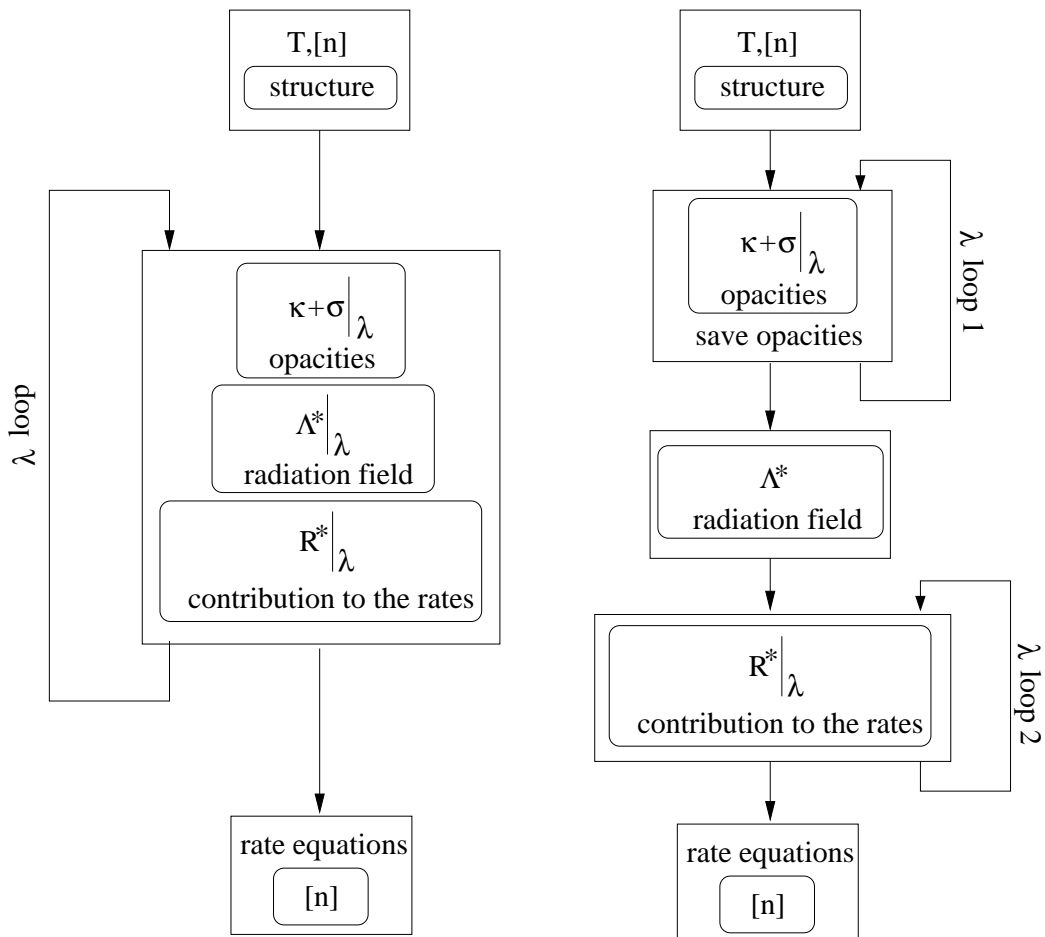 T,[n]
structure
κ+σ|λ
opacities
Λ*|λ
radiation field
R*|λ
contribution to the rates
λ loop
rate equations
[n]
T,[n]
structure
κ+σ|λ
opacities
save opacities
λ loop 1
Λ*
radiation field
R*|λ
contribution to the rates
λ loop 2
rate equations
[n]